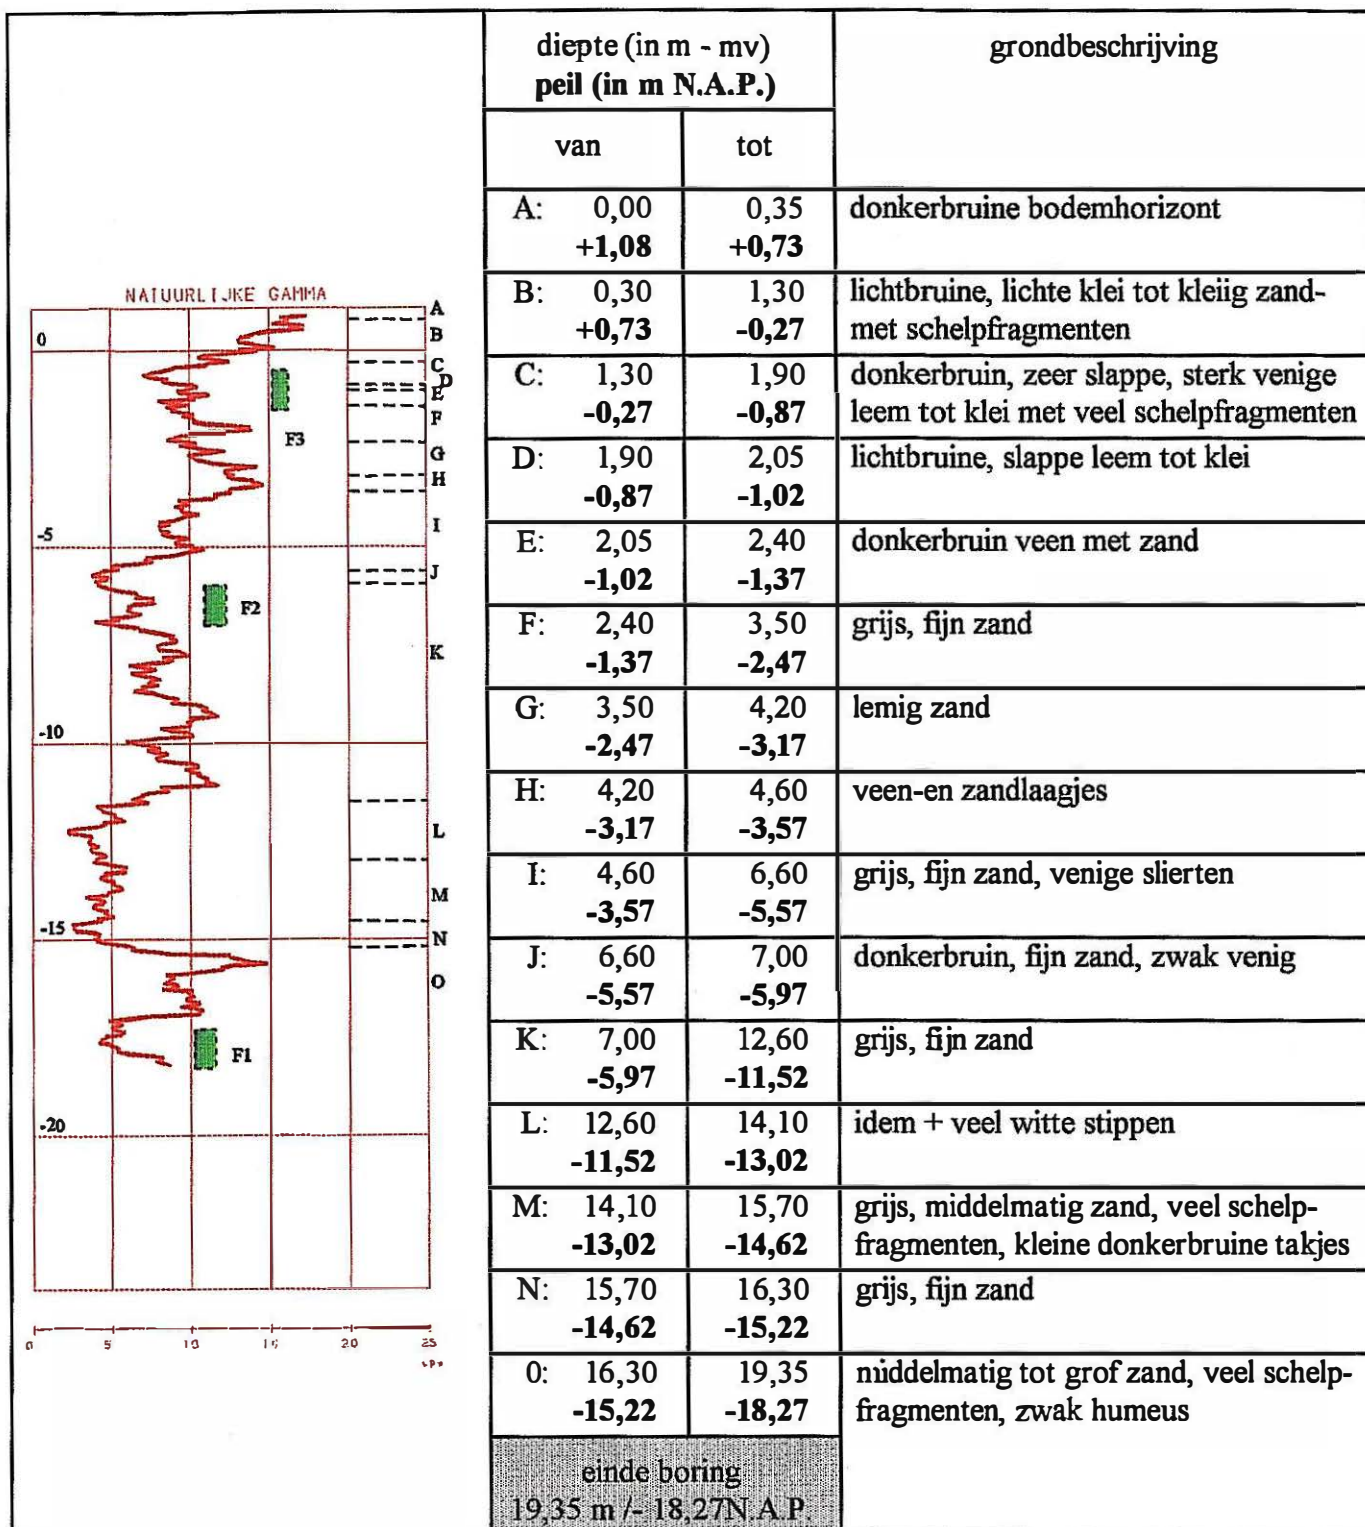 NATUURLIJKE GAMMA
0
-5
-10
-15
-20
A
B
C
D
E
F
G
H
I
J
K
L
M
N
O
F3
F2
F1
0 5 10 15 20 25
diepte (in m - mv)
peil (in m N.A.P.)
grondbeschrijving
van tot
A: 0,00 0,35 donkerbruine bodemhorizont
+1,08 +0,73
B: 0,30 1,30 lichtbruine, lichte klei tot kleiig zand-
+0,73 -0,27 met schelpfragmenten
C: 1,30 1,90 donkerbruin, zeer slappe, sterk venige
-0,27 -0,87 leem tot klei met veel schelpfragmenten
D: 1,90 2,05 lichtbruine, slappe leem tot klei
-0,87 -1,02
E: 2,05 2,40 donkerbruin veen met zand
-1,02 -1,37
F: 2,40 3,50 grijs, fijn zand
-1,37 -2,47
G: 3,50 4,20 lemig zand
-2,47 -3,17
H: 4,20 4,60 veen-en zandlaagjes
-3,17 -3,57
I: 4,60 6,60 grijs, fijn zand, venige slierten
-3,57 -5,57
J: 6,60 7,00 donkerbruin, fijn zand, zwak venig
-5,57 -5,97
K: 7,00 12,60 grijs, fijn zand
-5,97 -11,52
L: 12,60 14,10 idem + veel witte stippen
-11,52 -13,02
M: 14,10 15,70 grijs, middelmatig zand, veel schelp-
-13,02 -14,62 fragmenten, kleine donkerbruine takjes
N: 15,70 16,30 grijs, fijn zand
-14,62 -15,22
0: 16,30 19,35 middelmatig tot grof zand, veel schelp-
-15,22 -18,27 fragmenten, zwak humeus
einde boring
19,35 m /- 18,27N.A.P.